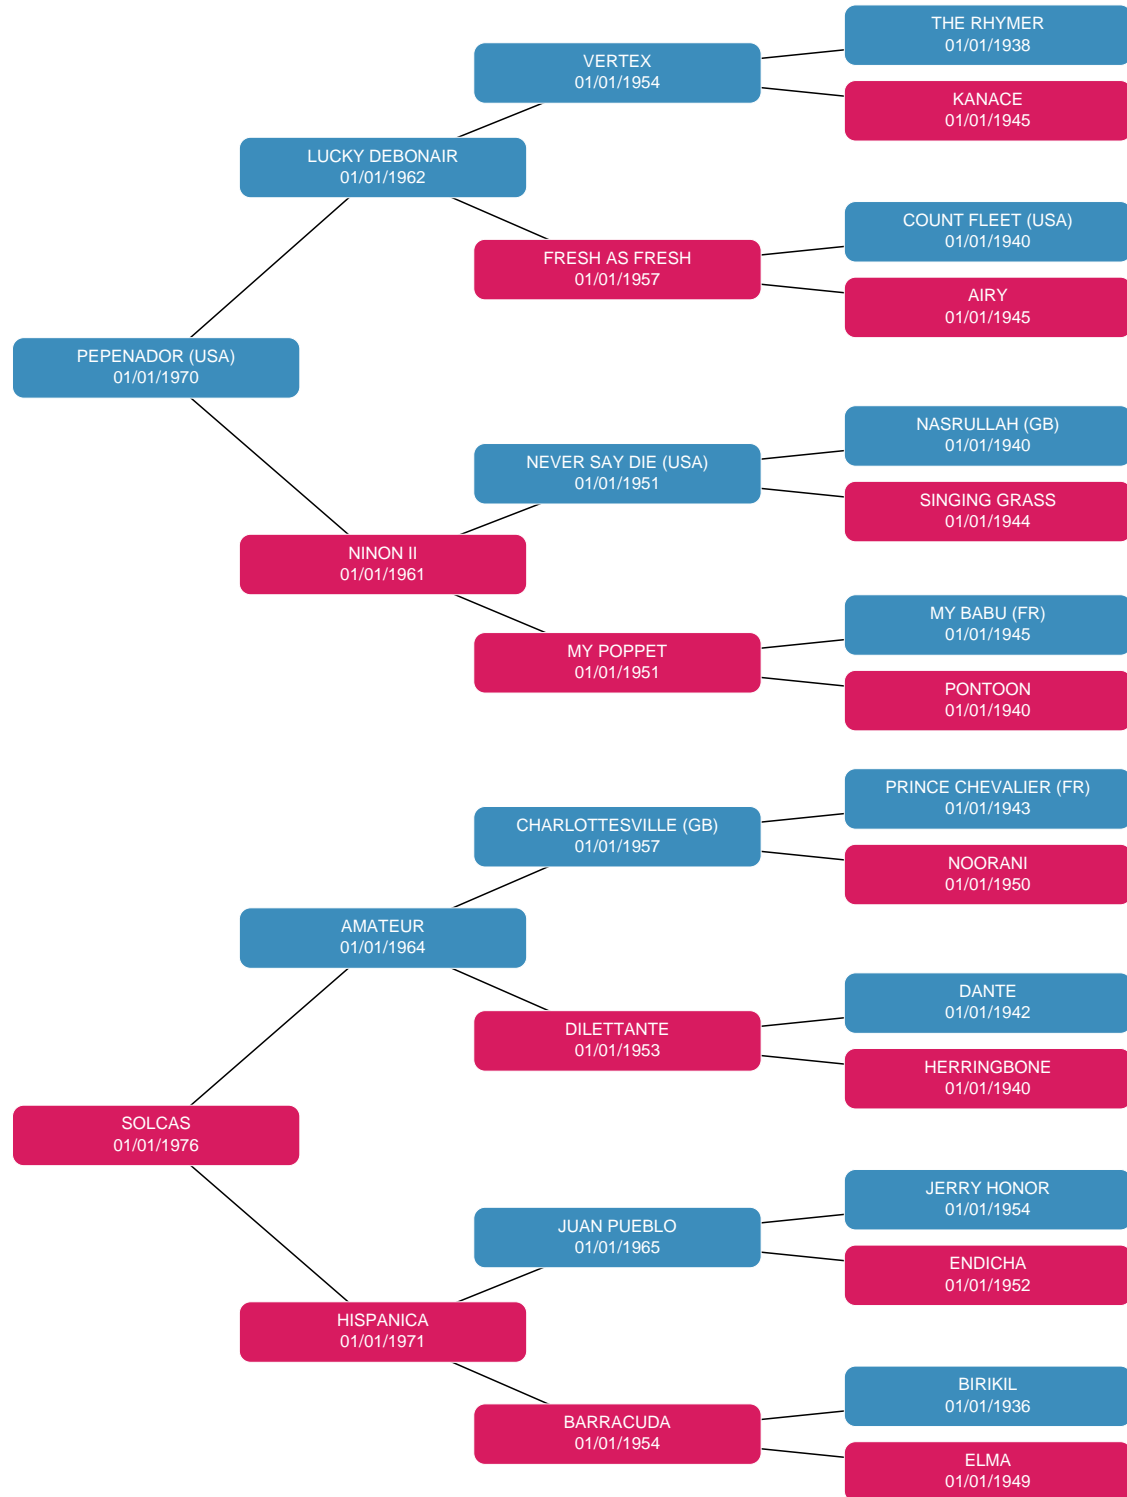 THE RHYMER
01/01/1938
VERTEX
01/01/1954
KANACE
01/01/1945
LUCKY DEBONAIR
01/01/1962
COUNT FLEET (USA)
01/01/1940
FRESH AS FRESH
01/01/1957
AIRY
01/01/1945
PEPENADOR (USA)
01/01/1970
NASRULLAH (GB)
01/01/1940
NEVER SAY DIE (USA)
01/01/1951
SINGING GRASS
01/01/1944
NINON II
01/01/1961
MY BABU (FR)
01/01/1945
MY POPPET
01/01/1951
PONTOON
01/01/1940
PRINCE CHEVALIER (FR)
01/01/1943
CHARLOTTESVILLE (GB)
01/01/1957
NOORANI
01/01/1950
AMATEUR
01/01/1964
DANTE
01/01/1942
DILETTANTE
01/01/1953
HERRINGBONE
01/01/1940
SOLCAS
01/01/1976
JERRY HONOR
01/01/1954
JUAN PUEBLO
01/01/1965
ENDICHA
01/01/1952
HISPANICA
01/01/1971
BIRIKIL
01/01/1936
BARRACUDA
01/01/1954
ELMA
01/01/1949